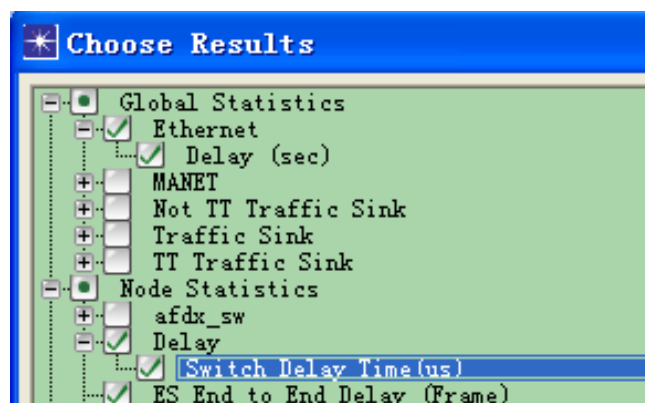 Choose Results
Global Statistics
Ethernet
Delay (sec)
MANET
Not TT Traffic Sink
Traffic Sink
TT Traffic Sink
Node Statistics
afdx_sw
Delay
Switch Delay Time(us)
ES End to End Delay (Frame)